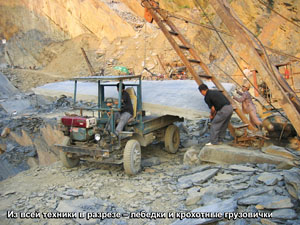 Из всей техники в разрезе – лебедки и крохотные грузовички